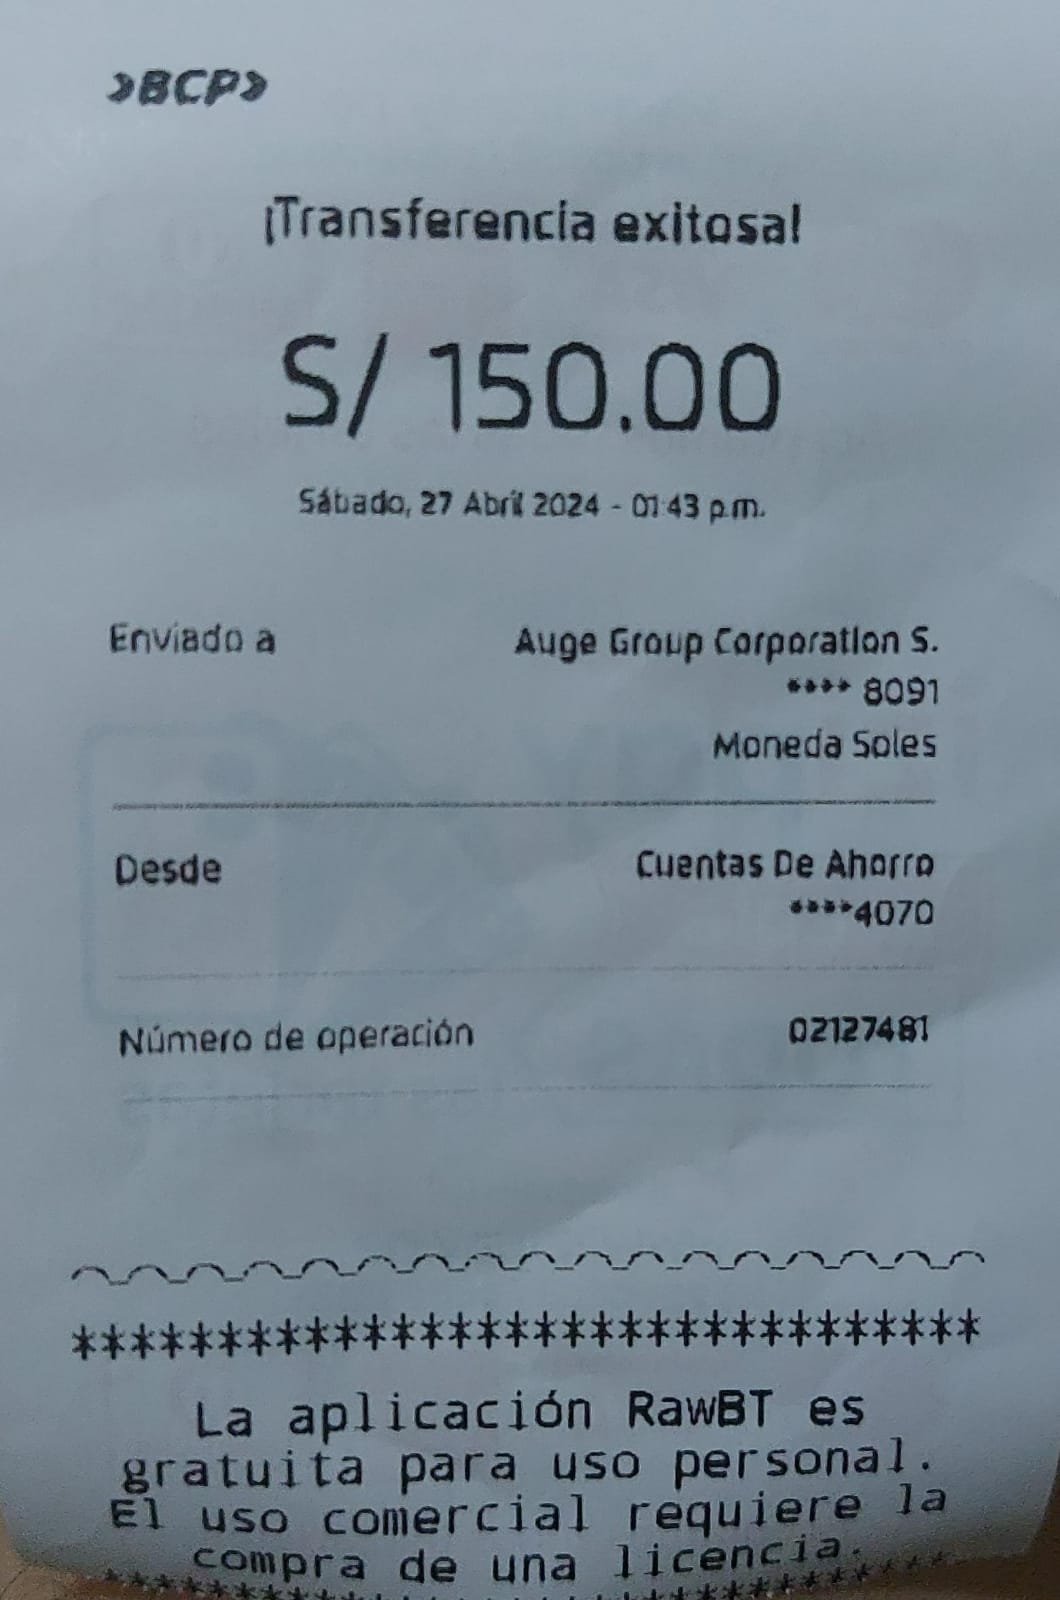 »BCP»
¡Transferencia exitosa!
S/ 150.00
Sábado, 27 Abril 2024 - 01:43 p.m.
Enviado a Auge Group Corporation S.
**** 8091
Moneda Soles
Desde Cuentas De Ahorro
****4070
Número de operación 02127481
********************************
La aplicación RawBT es
gratuita para uso personal.
El uso comercial requiere la
compra de una licencia.
********************************